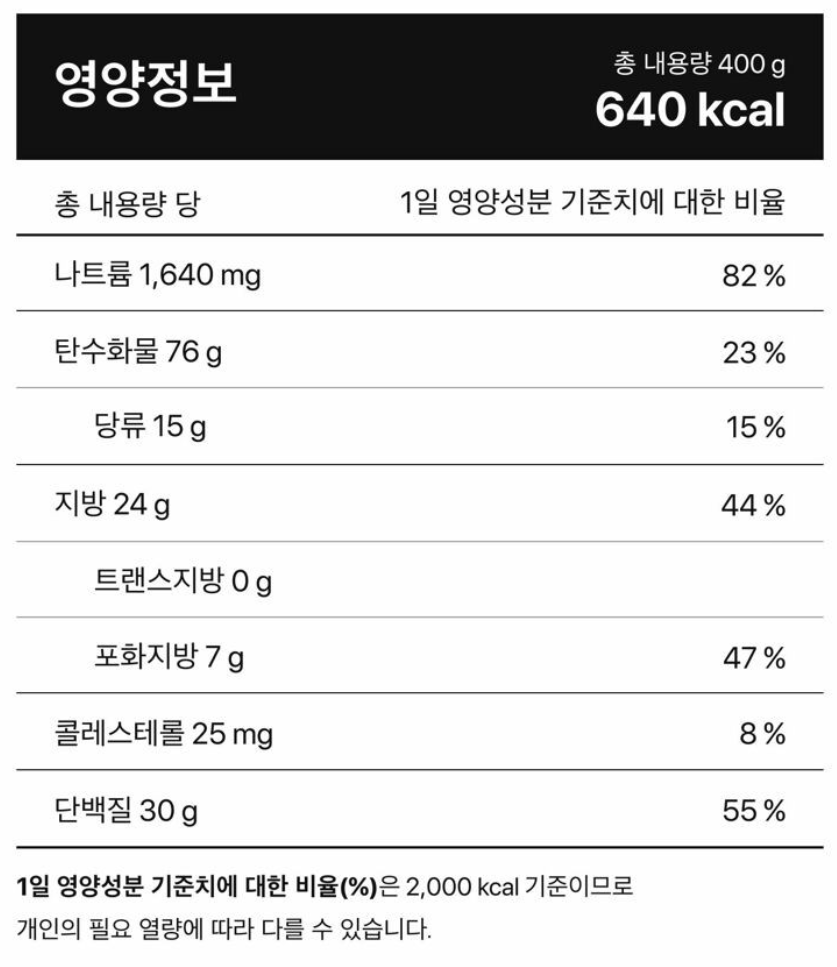 영양정보
총 내용량 400 g
640 kcal
총 내용량 당 1일 영양성분 기준치에 대한 비율
나트륨 1,640 mg 82 %
탄수화물 76 g 23 %
당류 15 g 15 %
지방 24 g 44 %
트랜스지방 0 g
포화지방 7 g 47 %
콜레스테롤 25 mg 8 %
단백질 30 g 55 %
1일 영양성분 기준치에 대한 비율(%)은 2,000 kcal 기준이므로
개인의 필요 열량에 따라 다를 수 있습니다.